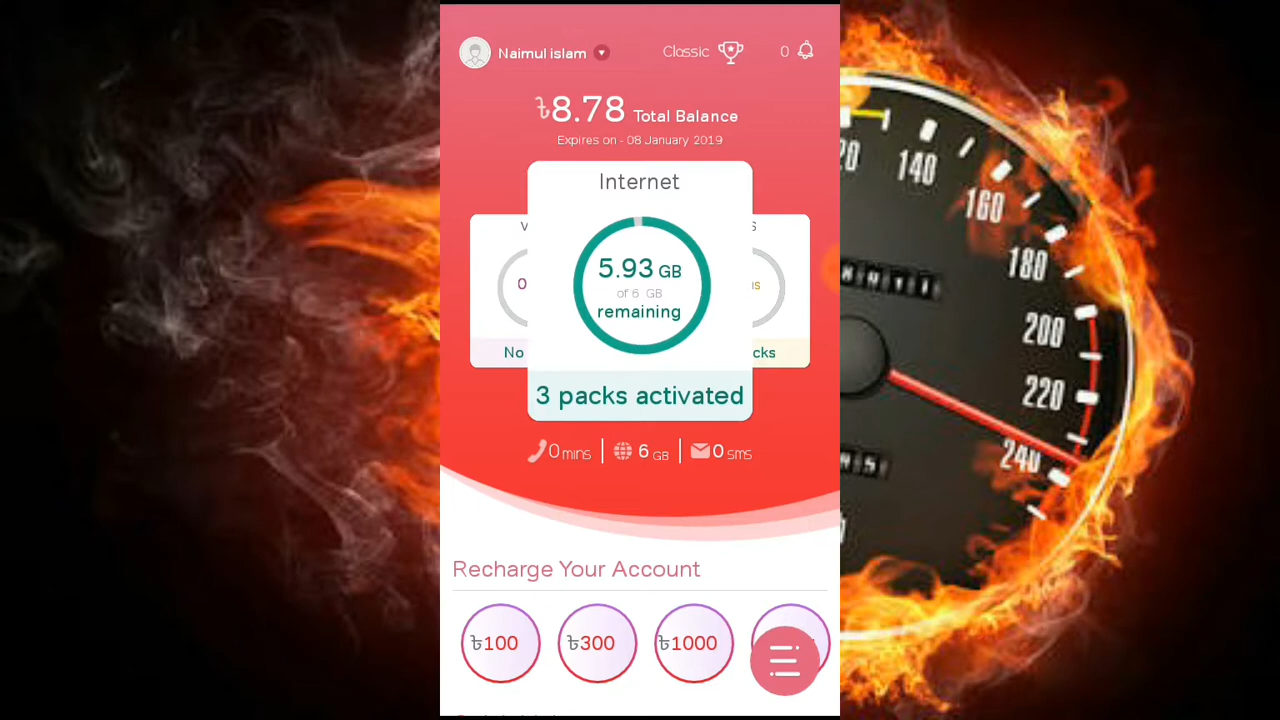 Naimul islam
Classic
0
৳8.78 Total Balance
Expires on - 08 January 2019
Internet
5.93 GB
of 6 GB
remaining
3 packs activated
0
No
cks
0 mins
6 GB
0 SMS
Recharge Your Account
৳100
৳300
৳1000
20
140
160
180
200
220
240